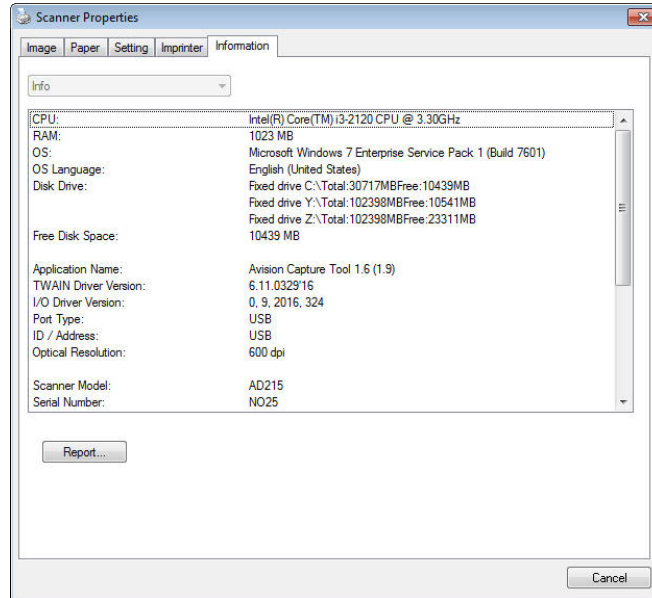 Scanner Properties
Image Paper Setting Imprinter Information
Info
CPU: Intel(R) Core(TM) i3-2120 CPU @ 3.30GHz
RAM: 1023 MB
OS: Microsoft Windows 7 Enterprise Service Pack 1 (Build 7601)
OS Language: English (United States)
Disk Drive: Fixed drive C:\Total:30717MBFree:10439MB
Fixed drive Y:\Total:102398MBFree:10541MB
Fixed drive Z:\Total:102398MBFree:23311MB
Free Disk Space: 10439 MB
Application Name: Avision Capture Tool 1.6 (1.9)
TWAIN Driver Version: 6.11.0329'16
I/O Driver Version: 0, 9, 2016, 324
Port Type: USB
ID / Address: USB
Optical Resolution: 600 dpi
Scanner Model: AD215
Serial Number: NO25
Report...
Cancel